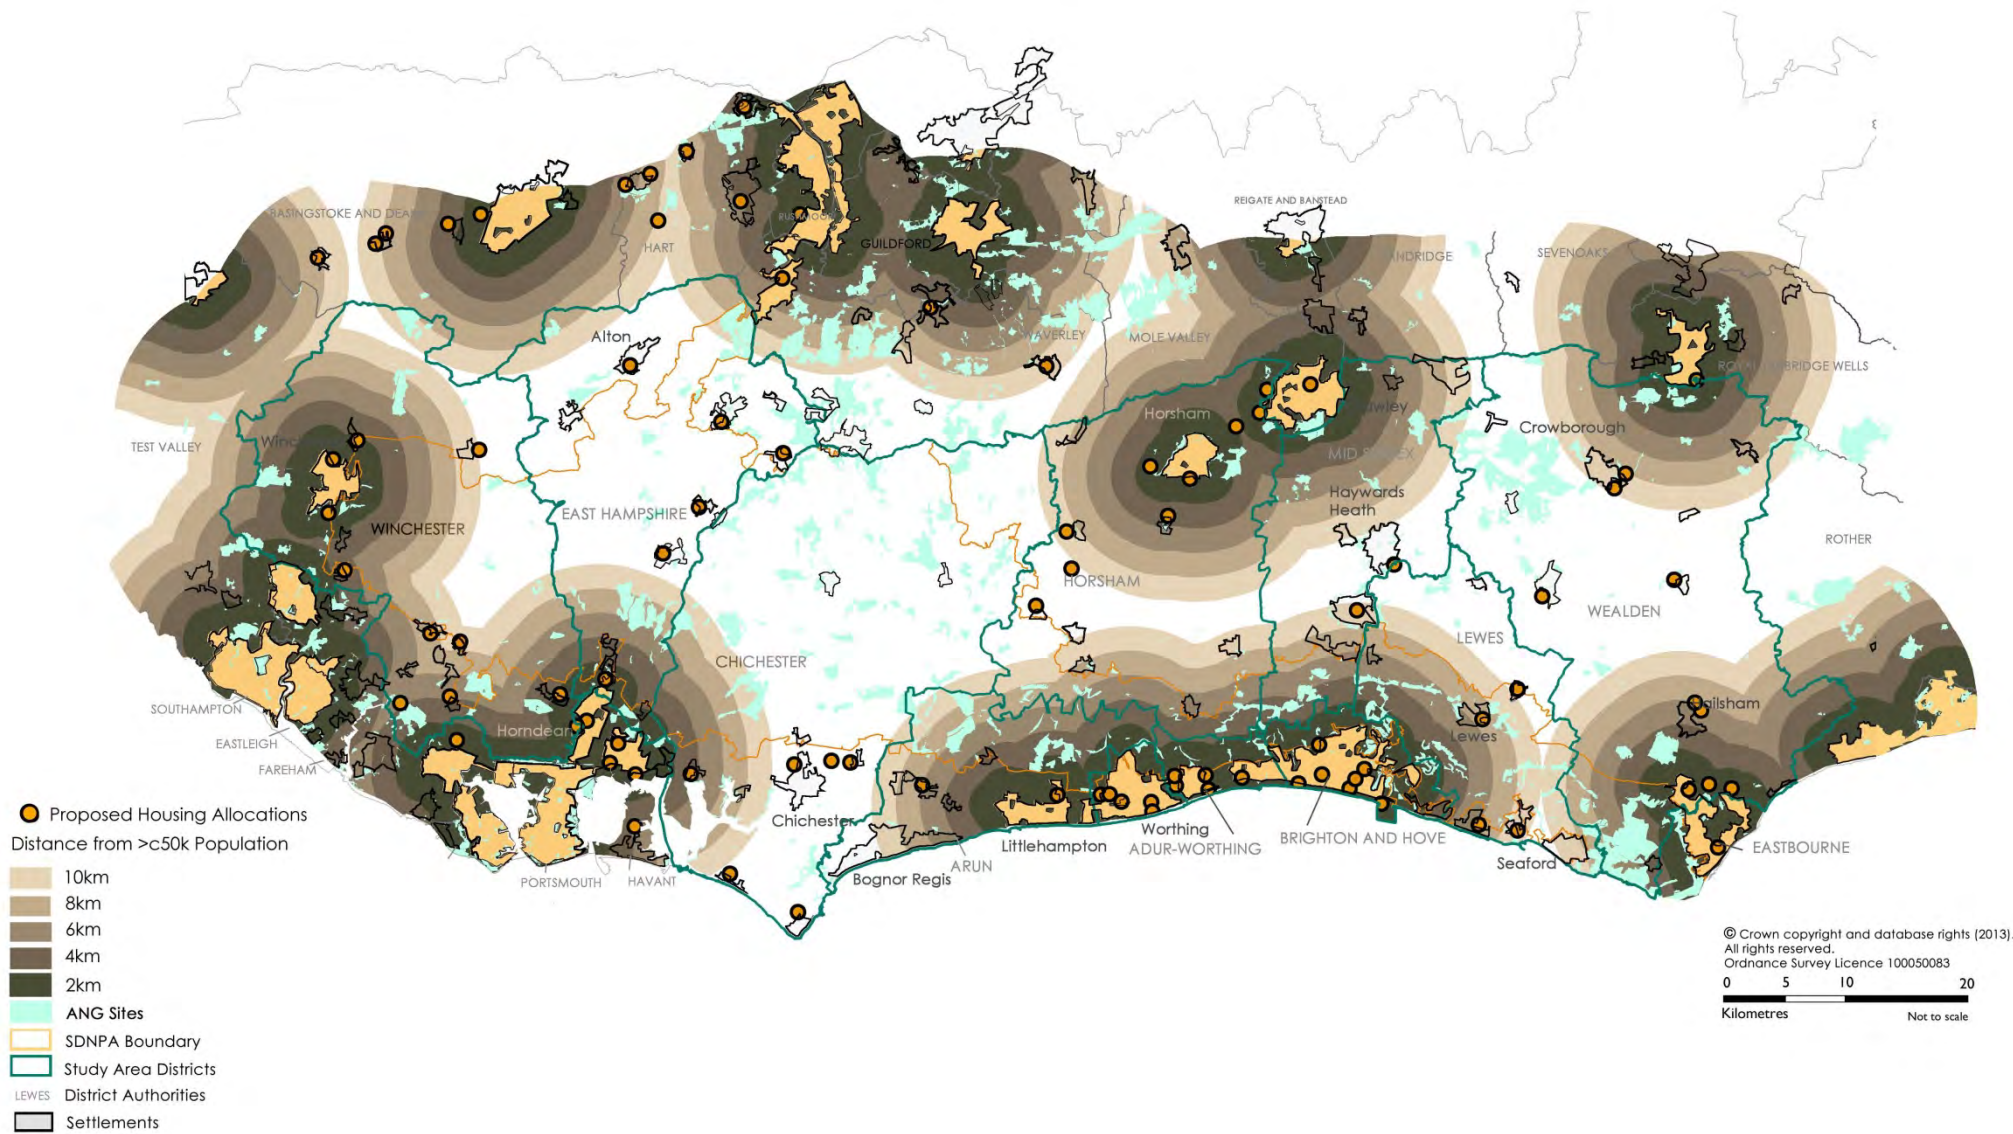 BASINGSTOKE AND DEANE
REIGATE AND BANSTEAD
RUSHMOOR
GUILDFORD
HART
TANDRIDGE
SEVENOAKS
Alton
WAVERLEY
MOLE VALLEY
ROYAL TUNBRIDGE WELLS
Horsham
Crawley
TEST VALLEY
Crowborough
MID SUSSEX
Haywards
Heath
EAST HAMPSHIRE
WINCHESTER
ROTHER
HORSHAM
WEALDEN
LEWES
CHICHESTER
SOUTHAMPTON
Hailsham
Horndean
Lewes
EASTLEIGH
FAREHAM
Chichester
Worthing
Littlehampton
ADUR-WORTHING
BRIGHTON AND HOVE
EASTBOURNE
Seaford
ARUN
Bognor Regis
PORTSMOUTH
HAVANT
Proposed Housing Allocations
Distance from >c50k Population
10km
8km
6km
4km
2km
ANG Sites
SDNPA Boundary
Study Area Districts
LEWES District Authorities
Settlements
© Crown copyright and database rights (2013).
All rights reserved.
Ordnance Survey Licence 100050083
0 5 10 20
Kilometres
Not to scale